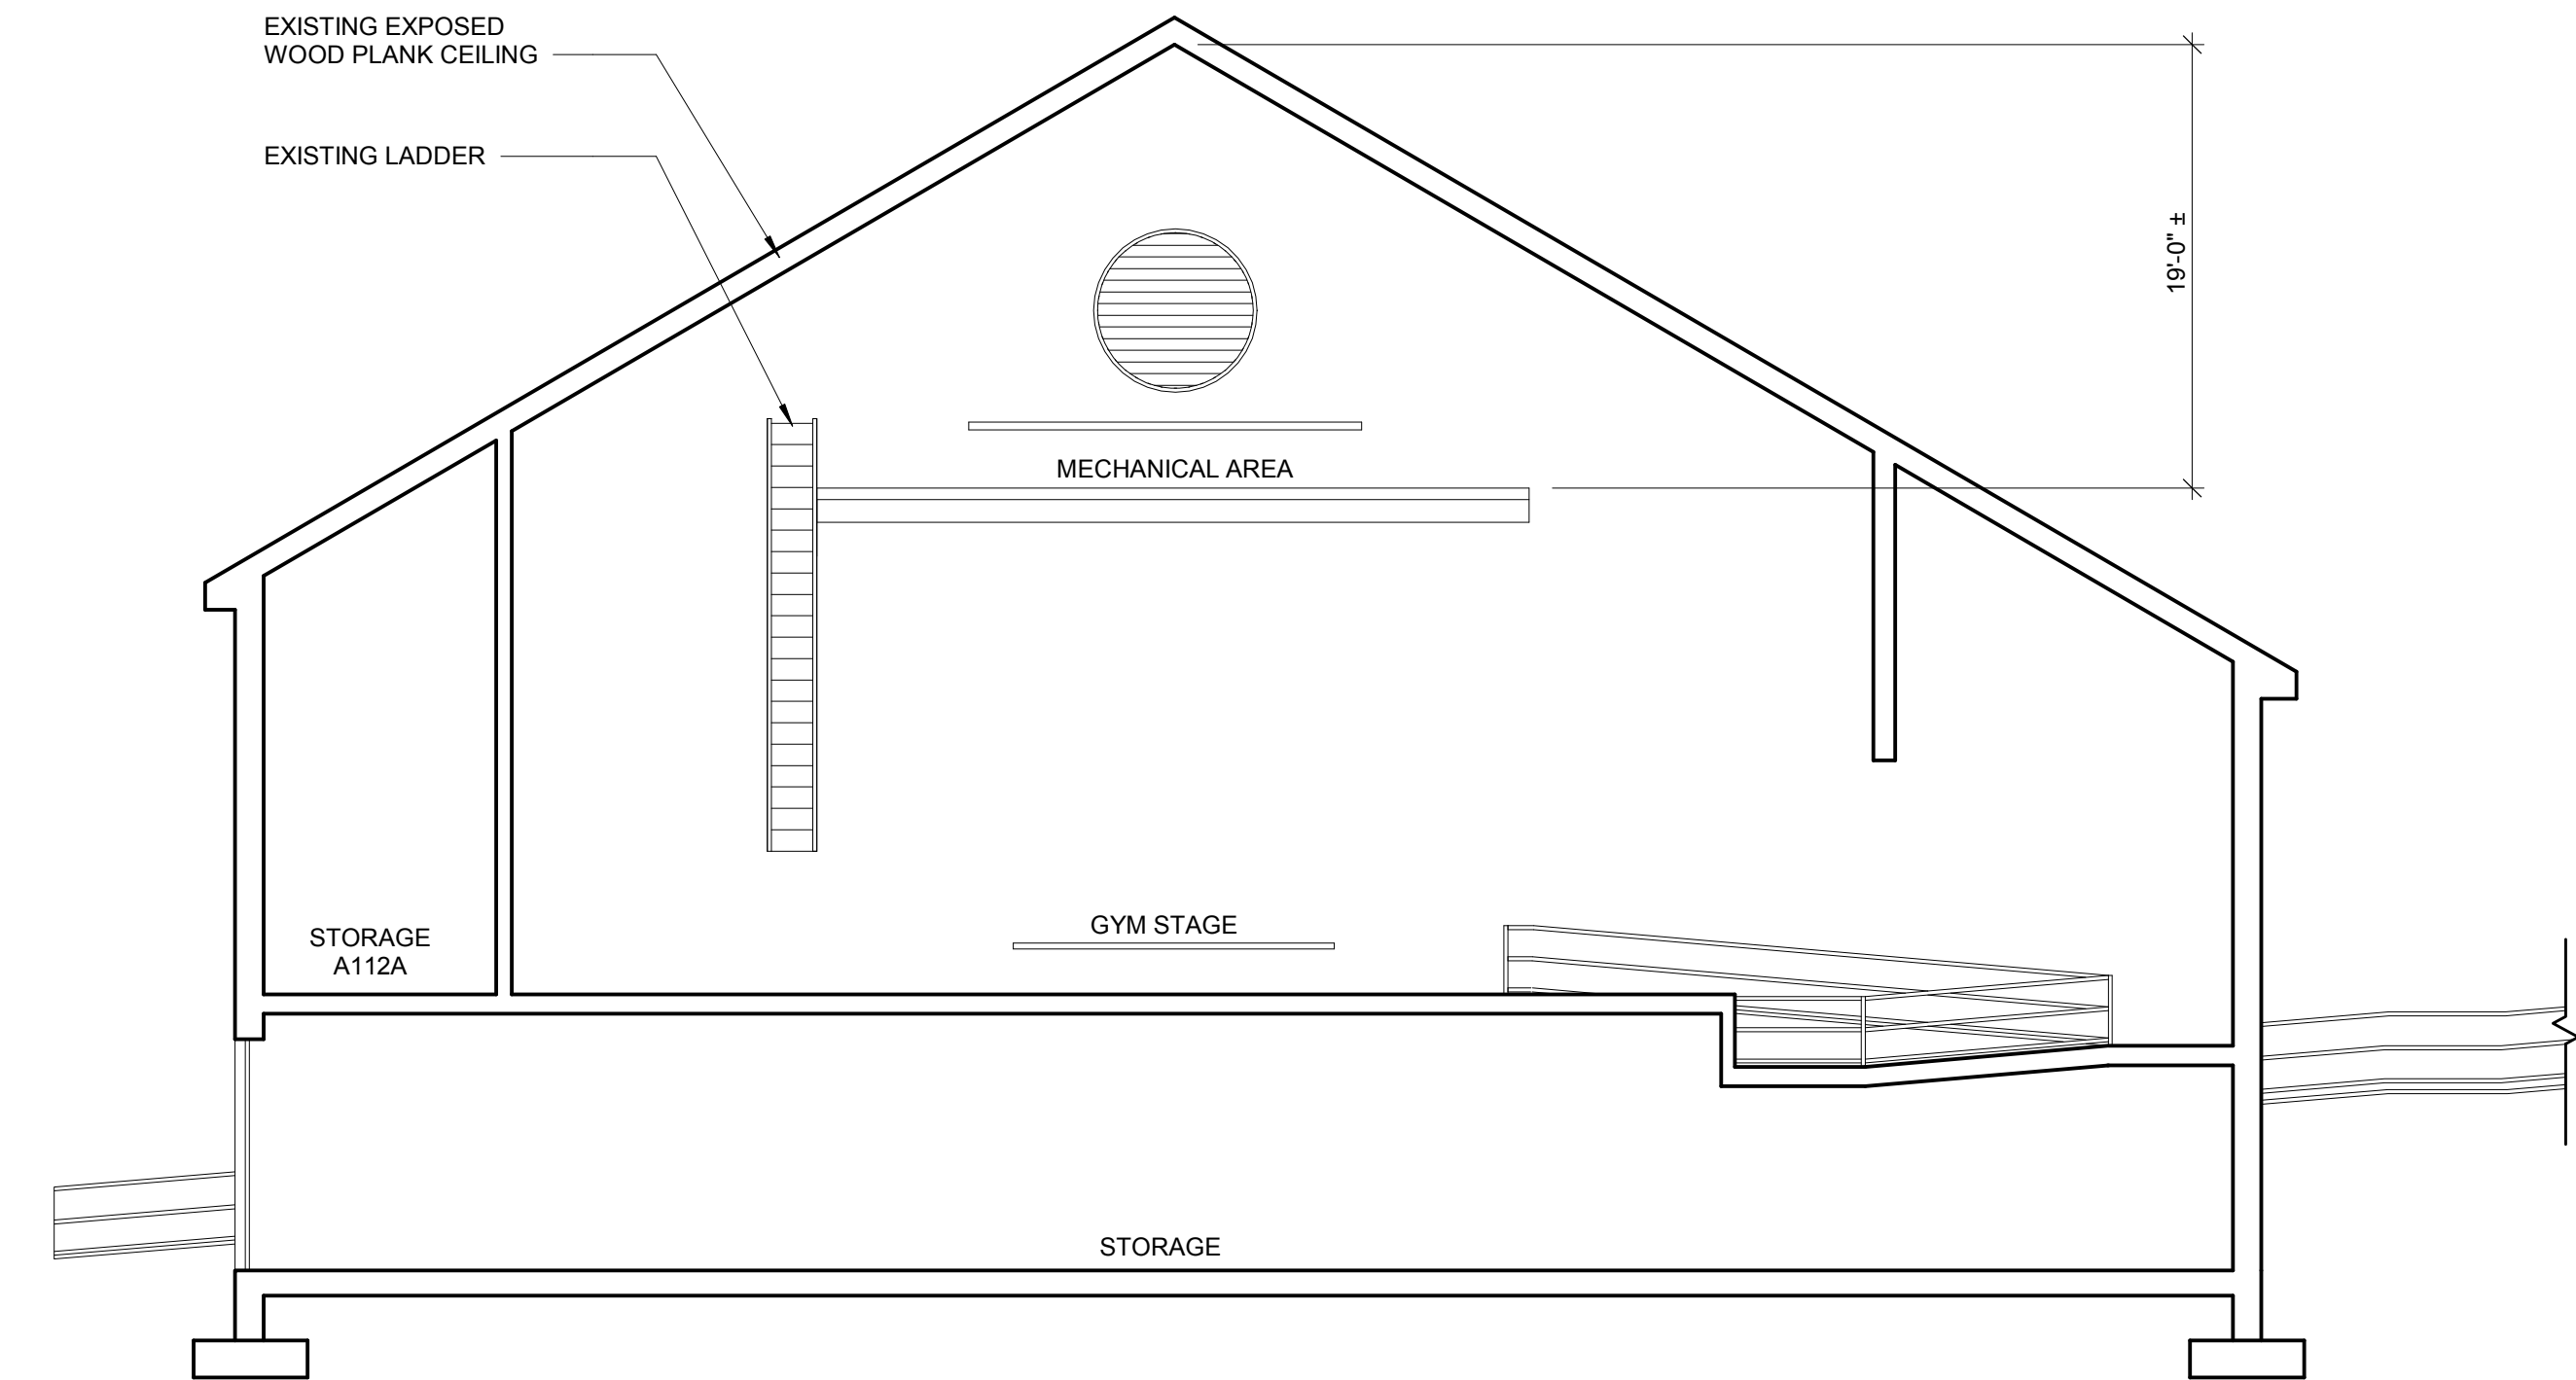 EXISTING EXPOSED
WOOD PLANK CEILING
EXISTING LADDER
19'-0" ±
MECHANICAL AREA
GYM STAGE
STORAGE
A112A
STORAGE